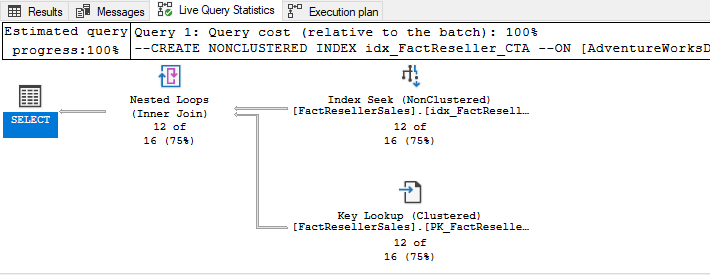 Results Messages Live Query Statistics Execution plan
Estimated query
progress:100%
Query 1: Query cost (relative to the batch): 100%
--CREATE NONCLUSTERED INDEX idx_FactReseller_CTA --ON [AdventureWorksD
SELECT
Nested Loops
(Inner Join)
12 of
16 (75%)
Index Seek (NonClustered)
[FactResellerSales].[idx_FactResell…
12 of
16 (75%)
Key Lookup (Clustered)
[FactResellerSales].[PK_FactReselle…
12 of
16 (75%)